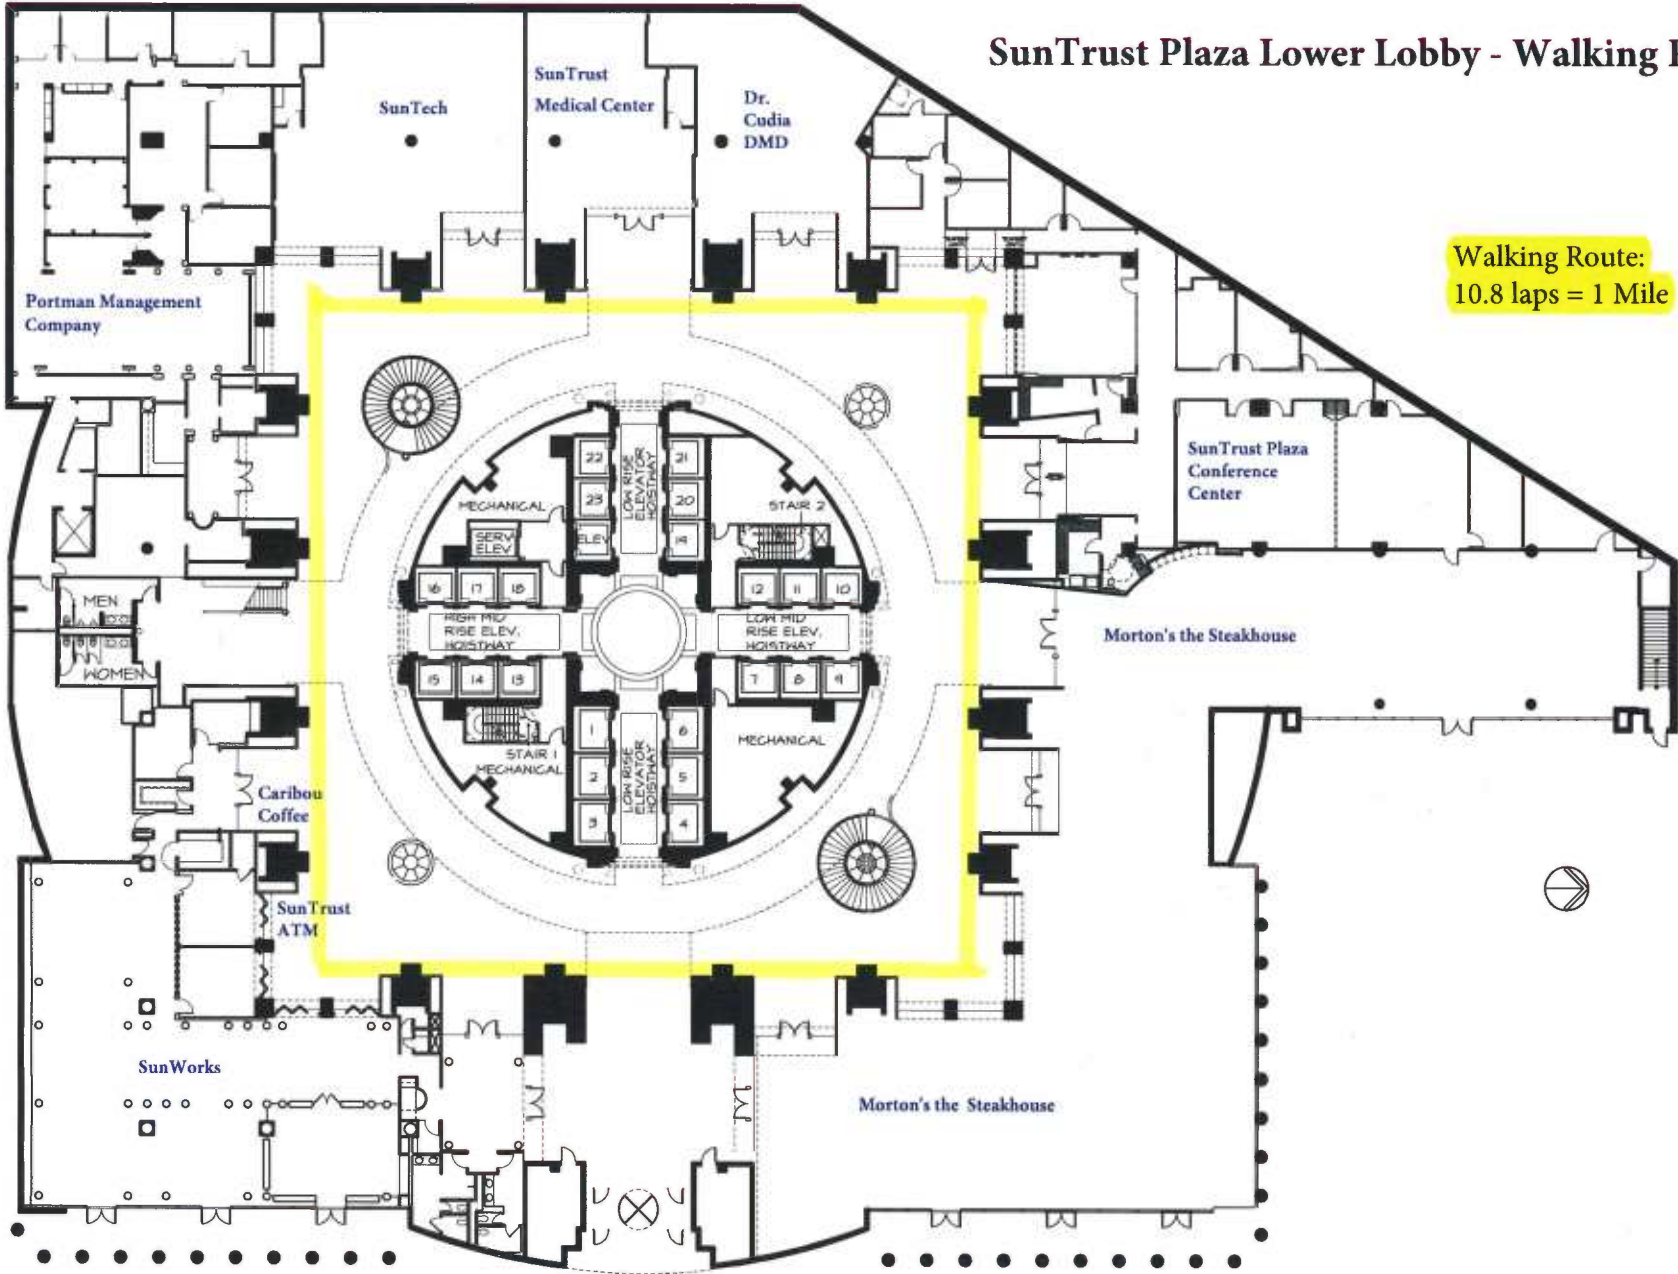 SunTrust Plaza Lower Lobby - Walking
SunTrust
Medical Center
SunTech
Dr.
Cudia
DMD
Walking Route:
10.8 laps = 1 Mile
Portman Management
Company
SunTrust Plaza
Conference
Center
22
21
23
20
ELEV
19
LOW RISE
ELEVATOR
HOISTWAY
MECHANICAL
STAIR 2
SERV
ELEV
16
17
18
12
11
10
MEN
WOMEN
HIGH MID
RISE ELEV.
HOISTWAY
LOW MID
RISE ELEV.
HOISTWAY
Morton's the Steakhouse
15
14
13
7
8
9
1
6
STAIR 1
MECHANICAL
MECHANICAL
2
5
3
4
LOW RISE
ELEVATOR
HOISTWAY
Caribou
Coffee
SunTrust
ATM
SunWorks
Morton's the Steakhouse